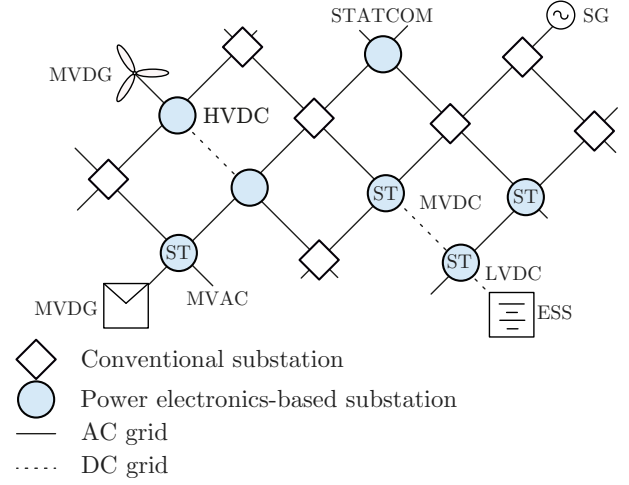 STATCOM
SG
MVDG
HVDC
ST
MVDC
ST
ST
ST
LVDC
MVAC
MVDG
ESS
Conventional substation
Power electronics-based substation
AC grid
DC grid